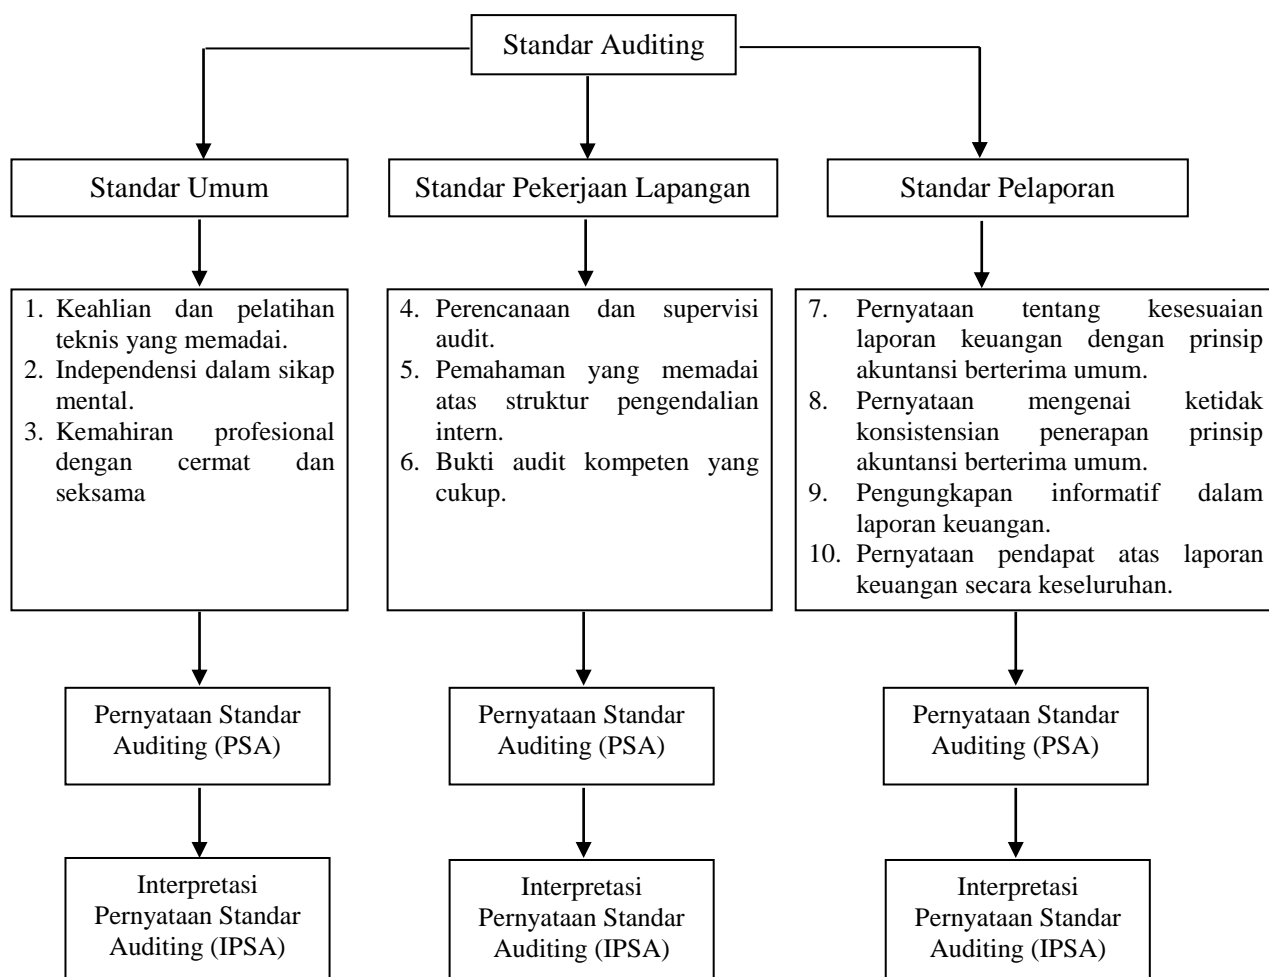 Standar Auditing
Standar Umum
Standar Pekerjaan Lapangan
Standar Pelaporan
1. Keahlian dan pelatihan
teknis yang memadai.
2. Independensi dalam sikap
mental.
3. Kemahiran profesional
dengan cermat dan
seksama
4. Perencanaan dan supervisi
audit.
5. Pemahaman yang memadai
atas struktur pengendalian
intern.
6. Bukti audit kompeten yang
cukup.
7. Pernyataan tentang kesesuaian
laporan keuangan dengan prinsip
akuntansi berterima umum.
8. Pernyataan mengenai ketidak
konsistensian penerapan prinsip
akuntansi berterima umum.
9. Pengungkapan informatif dalam
laporan keuangan.
10. Pernyataan pendapat atas laporan
keuangan secara keseluruhan.
Pernyataan Standar
Auditing (PSA)
Pernyataan Standar
Auditing (PSA)
Pernyataan Standar
Auditing (PSA)
Interpretasi
Pernyataan Standar
Auditing (IPSA)
Interpretasi
Pernyataan Standar
Auditing (IPSA)
Interpretasi
Pernyataan Standar
Auditing (IPSA)